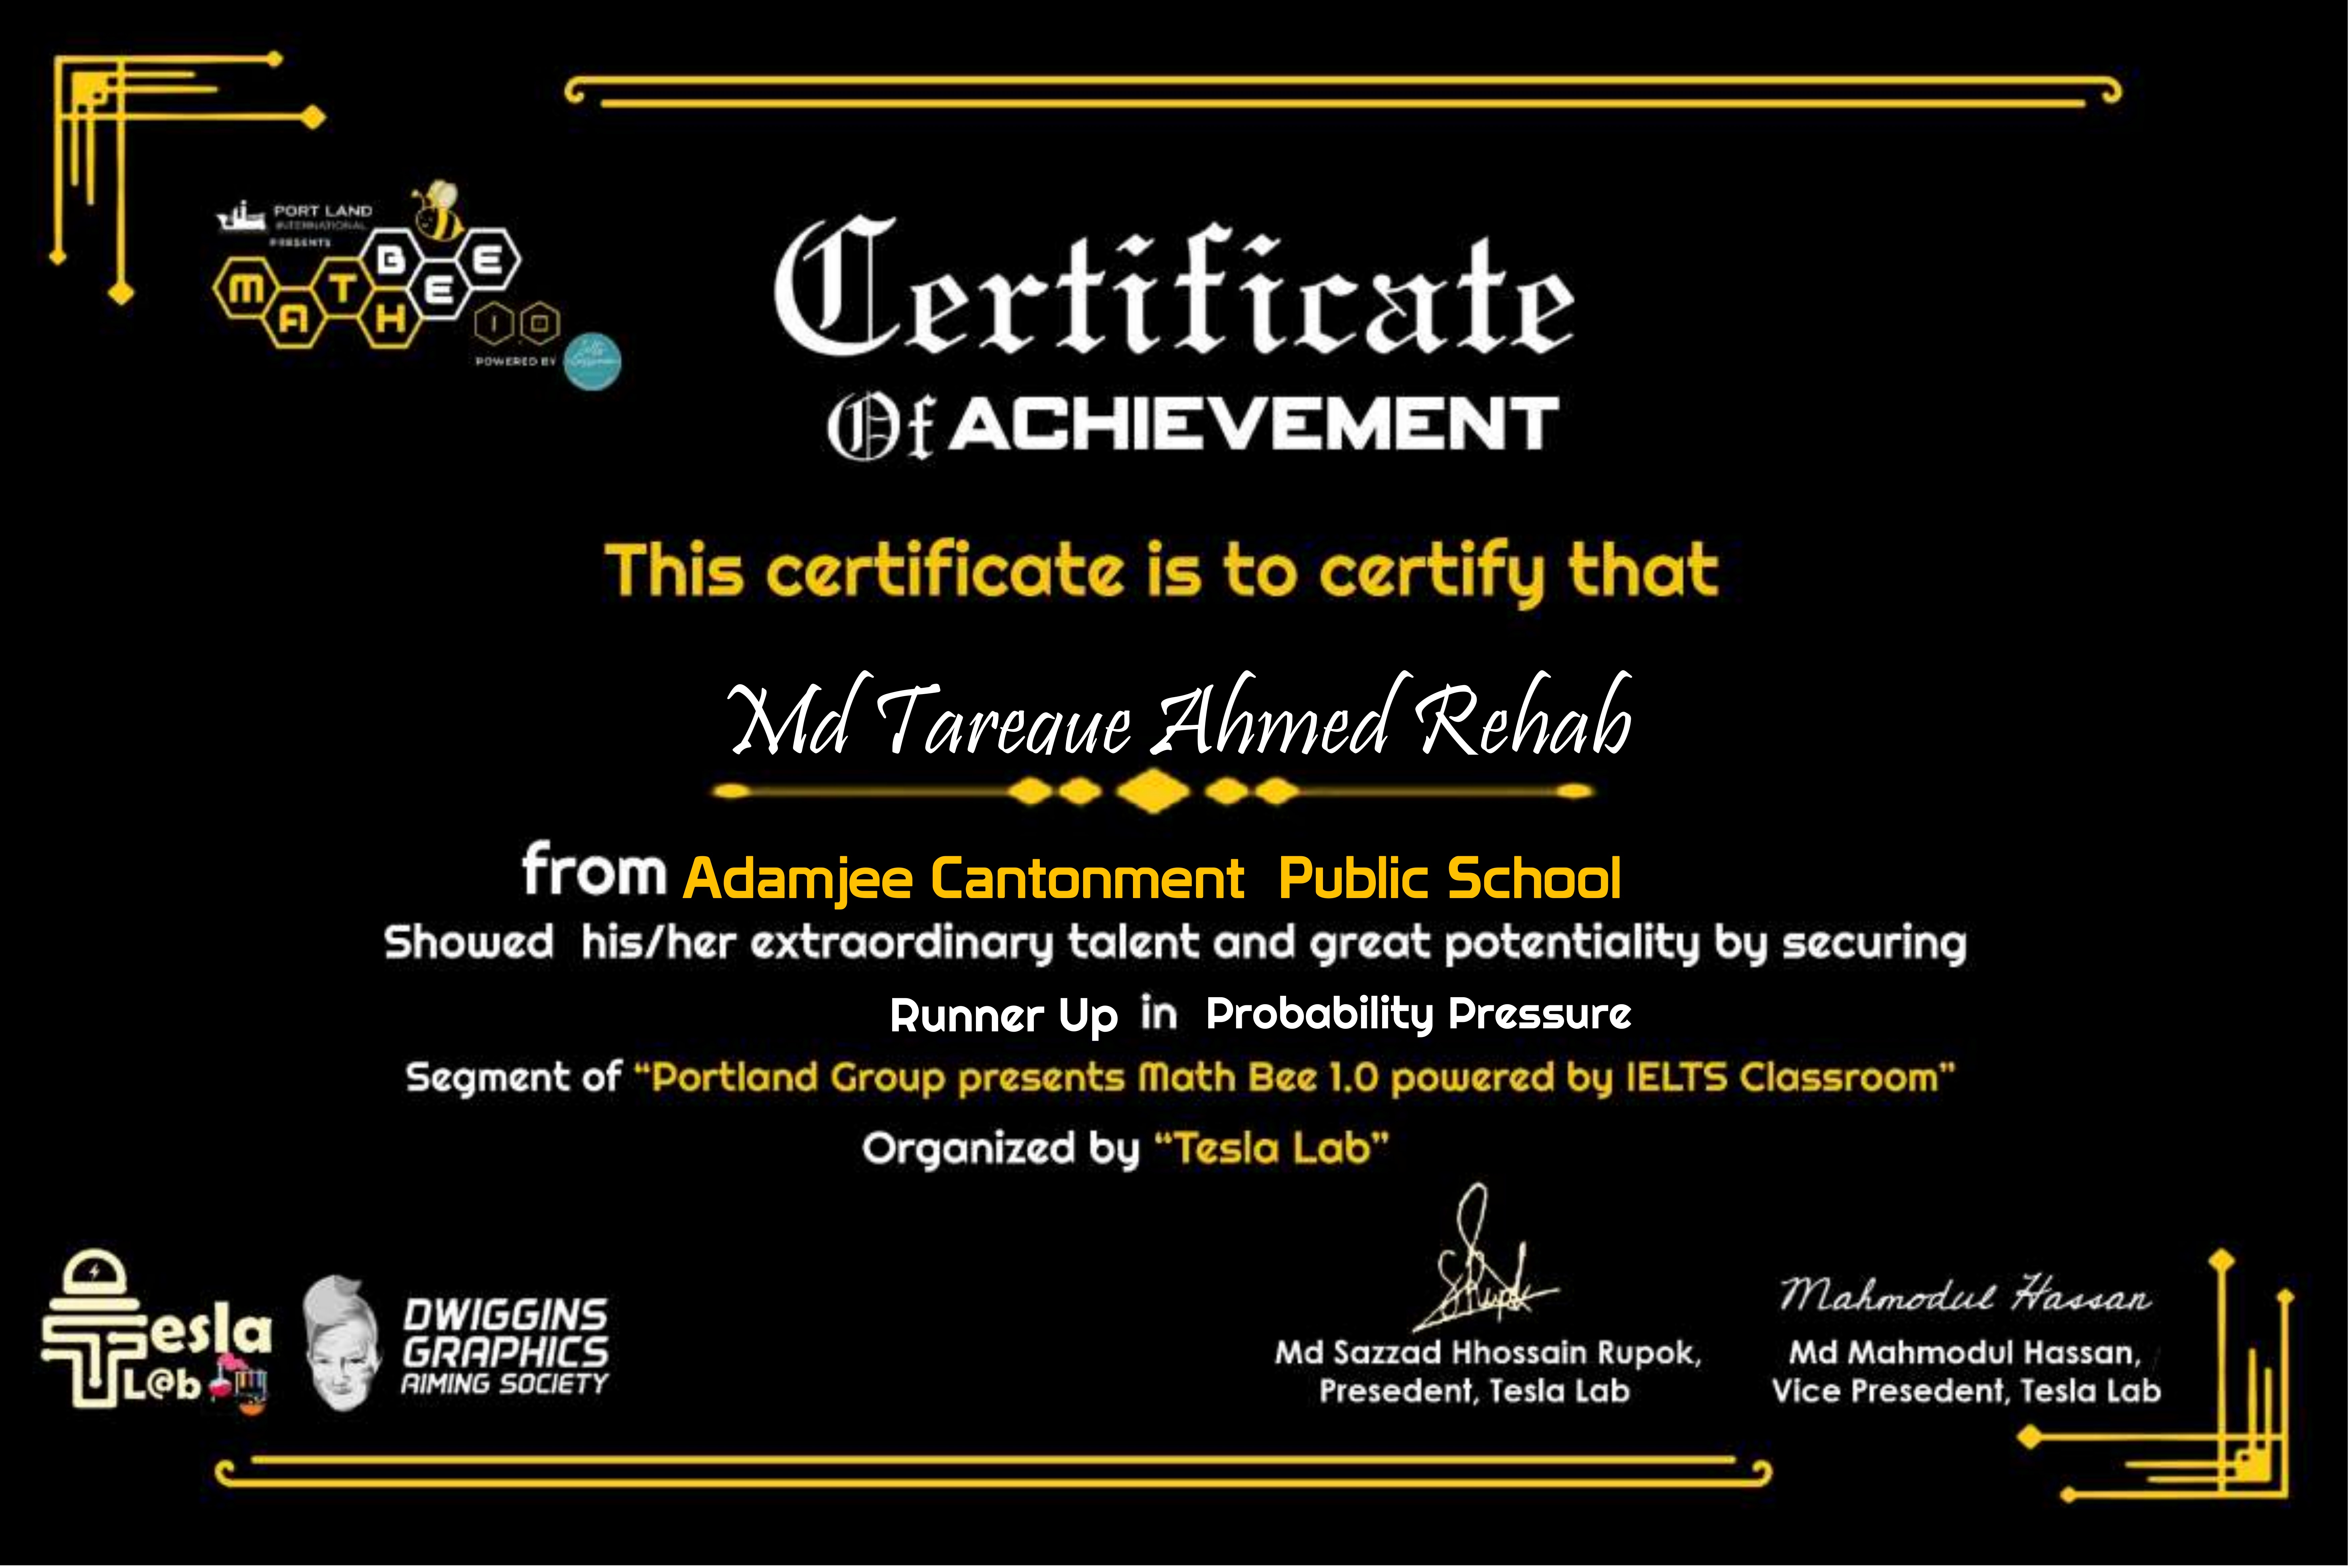 PORT LAND
INTERNATIONAL
PRESENTS
MATH BEE
1.0
POWERED BY
Certificate
Of ACHIEVEMENT
This certificate is to certify that
Md Tareque Ahmed Rehab
from Adamjee Cantonment Public School
Showed his/her extraordinary talent and great potentiality by securing
Runner Up in Probability Pressure
Segment of “Portland Group presents Math Bee 1.0 powered by IELTS Classroom”
Organized by “Tesla Lab”
Tesla
L@b
DWIGGINS
GRAPHICS
AIMING SOCIETY
Mahmodul Hassan
Md Sazzad Hhossain Rupok,
Presedent, Tesla Lab
Md Mahmodul Hassan,
Vice Presedent, Tesla Lab